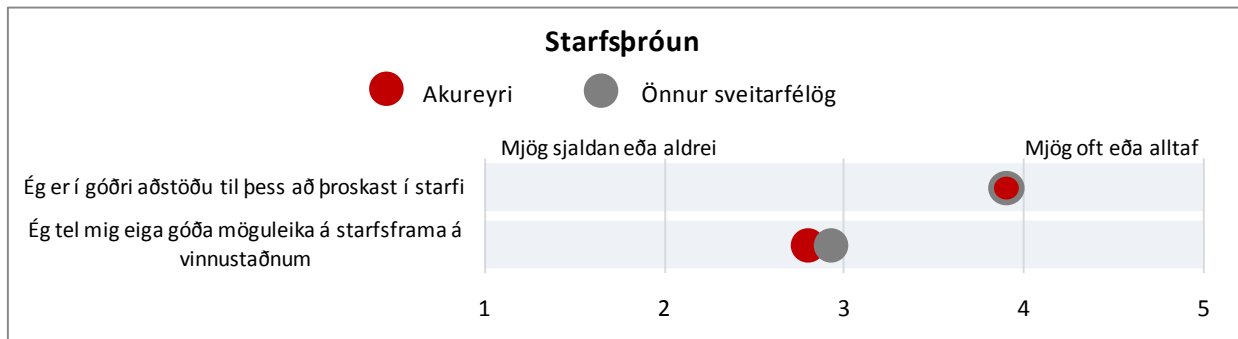 Starfsþróun
Akureyri
Önnur sveitarfélög
Mjög sjaldan eða aldrei
Mjög oft eða alltaf
Ég er í góðri aðstöðu til þess að þroskast í starfi
Ég tel mig eiga góða möguleika á starfsframa á
vinnustaðnum
1 2 3 4 5